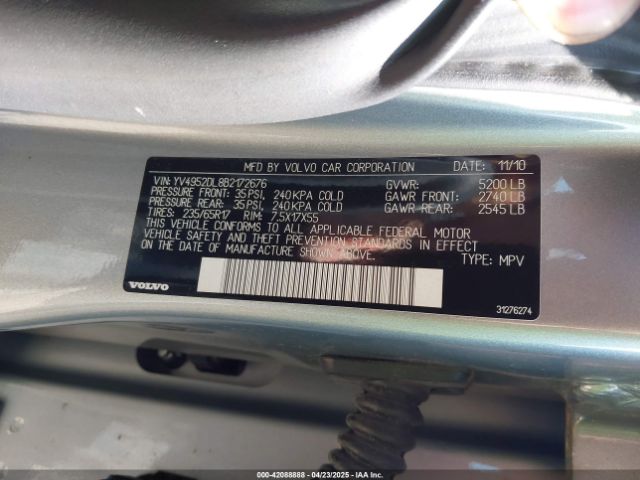 MFD BY VOLVO CAR CORPORATION DATE: 11/10
VIN: YV4952DL8B2172676 GVWR: 5200 LB
PRESSURE FRONT: 35 PSI, 240 KPA COLD GAWR FRONT: 2740 LB
PRESSURE REAR: 35 PSI, 240 KPA COLD GAWR-REAR: 2545 LB
TIRES: 235/65R17 RIM: 7.5X17X55
THIS VEHICLE CONFORMS TO ALL APPLICABLE FEDERAL MOTOR
VEHICLE SAFETY AND THEFT PREVENTION STANDARDS IN EFFECT
ON THE DATE OF MANUFACTURE SHOWN ABOVE. TYPE: MPV
VOLVO 31276274
000-42088888 - 04/23/2025 - IAA Inc.